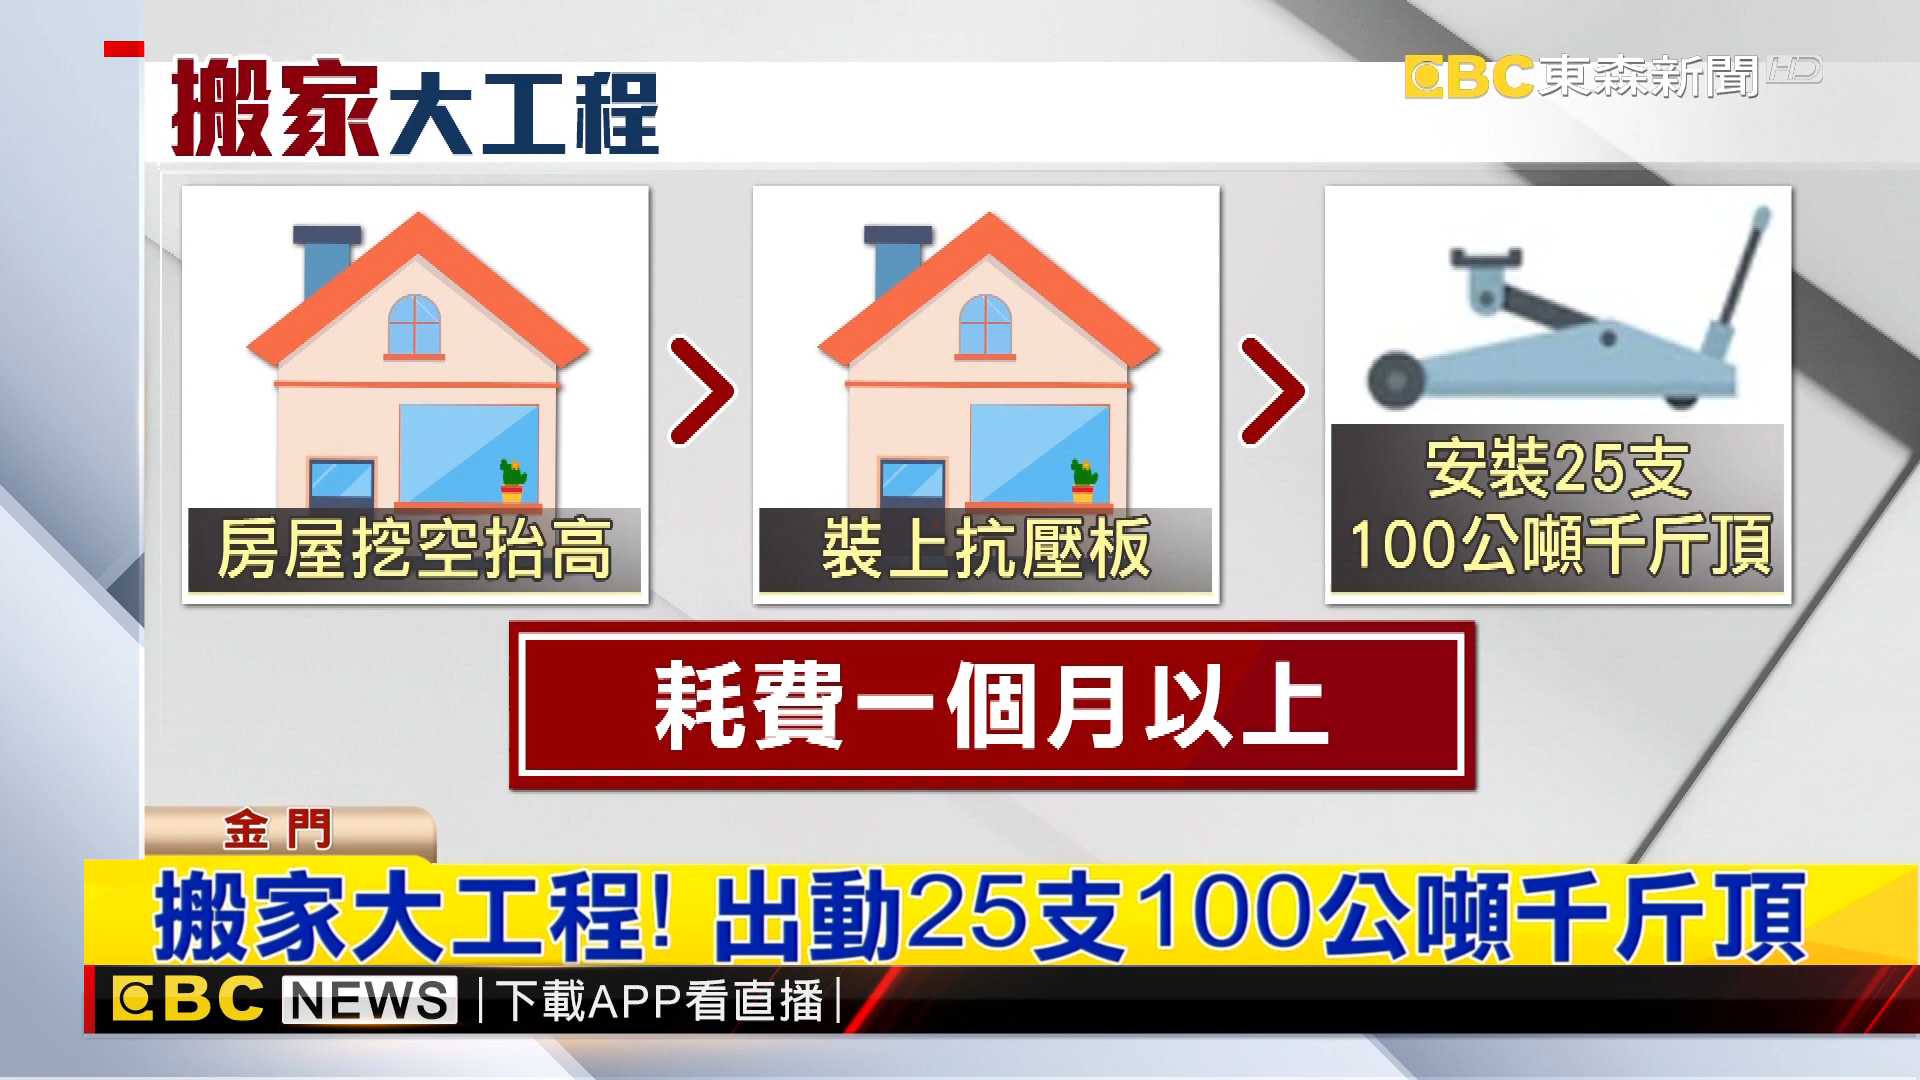 搬家大工程
EBC東森新聞HD
房屋挖空抬高
裝上抗壓板
安裝25支
100公噸千斤頂
耗費一個月以上
金門
搬家大工程! 出動25支100公噸千斤頂
EBC NEWS |下載APP看直播|